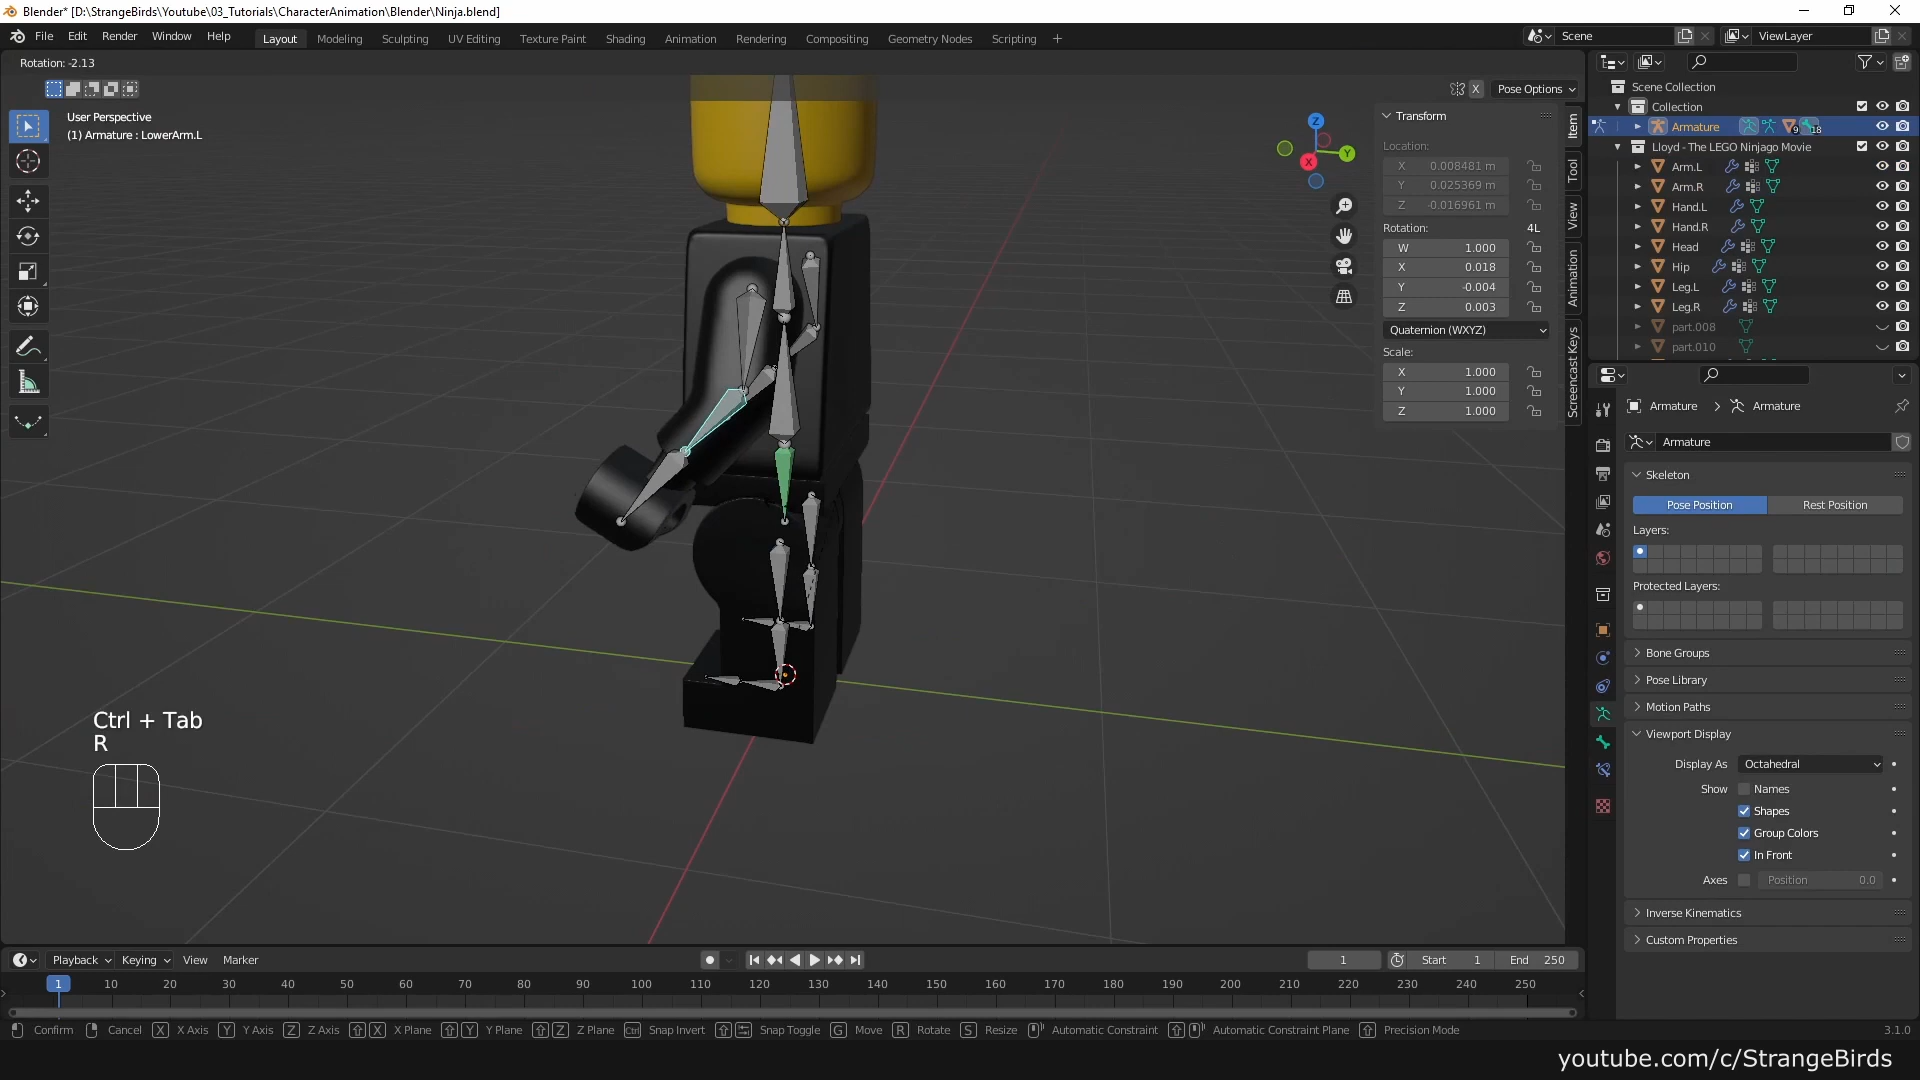 Blender* [D:\StrangeBirds\Youtube\03_Tutorials\CharacterAnimation\Blender\Ninja.blend]
File Edit Render Window Help Layout Modeling Sculpting UV Editing Texture Paint Shading Animation Rendering Compositing Geometry Nodes Scripting + Scene ViewLayer
Rotation: -2.13
X Pose Options
User Perspective
(1) Armature : LowerArm.L
Z
Y
X
Transform
Location:
X 0.008481 m
Y 0.025369 m
Z -0.016961 m
Rotation: 4L
W 1.000
X 0.018
Y -0.004
Z 0.003
Quaternion (WXYZ)
Scale:
X 1.000
Y 1.000
Z 1.000
Item
Tool
View
Animation
Screencast Keys
Scene Collection
Collection
Armature 9 18
Lloyd - The LEGO Ninjago Movie
Arm.L
Arm.R
Hand.L
Hand.R
Head
Hip
Leg.L
Leg.R
part.008
part.010
Armature > Armature
Armature
Skeleton
Pose Position Rest Position
Layers:
Protected Layers:
Bone Groups
Pose Library
Motion Paths
Viewport Display
Display As Octahedral
Show Names
Shapes
Group Colors
In Front
Axes Position 0.0
Inverse Kinematics
Custom Properties
Ctrl + Tab
R
Playback Keying View Marker 1 Start 1 End 250
1 10 20 30 40 50 60 70 80 90 100 110 120 130 140 150 160 170 180 190 200 210 220 230 240 250
Confirm Cancel X X Axis Y Y Axis Z Z Axis X X Plane Y Y Plane Z Z Plane Ctrl Snap Invert Snap Toggle G Move R Rotate S Resize Automatic Constraint Automatic Constraint Plane Precision Mode 3.1.0
youtube.com/c/StrangeBirds